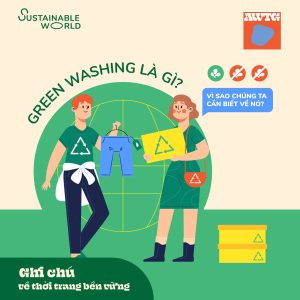 SUSTAINABLE
WORLD
AWTG
GREEN WASHING LÀ GÌ?
VÌ SAO CHÚNG TA
CẦN BIẾT VỀ NÓ?
Ghi chú
về thời trang bền vững